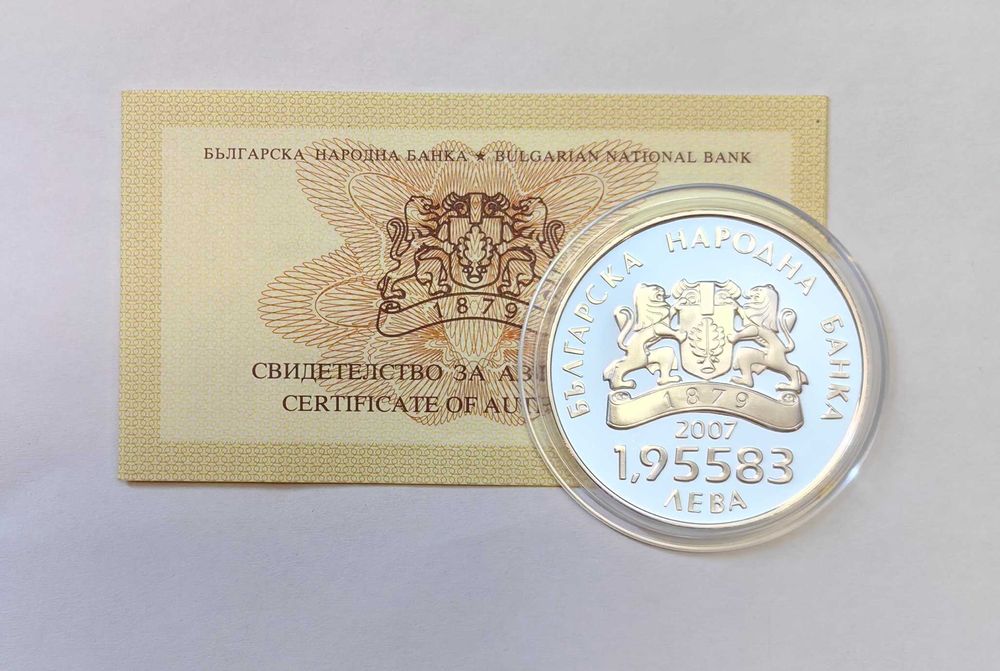 БЪЛГАРСКА НАРОДНА БАНКА ★ BULGARIAN NATIONAL BANK
1879
СВИДЕТЕЛСТВО ЗА
CERTIFICATE OF
БЪЛГАРСКА НАРОДНА БАНКА
1879
2007
1,95583
ЛЕВА